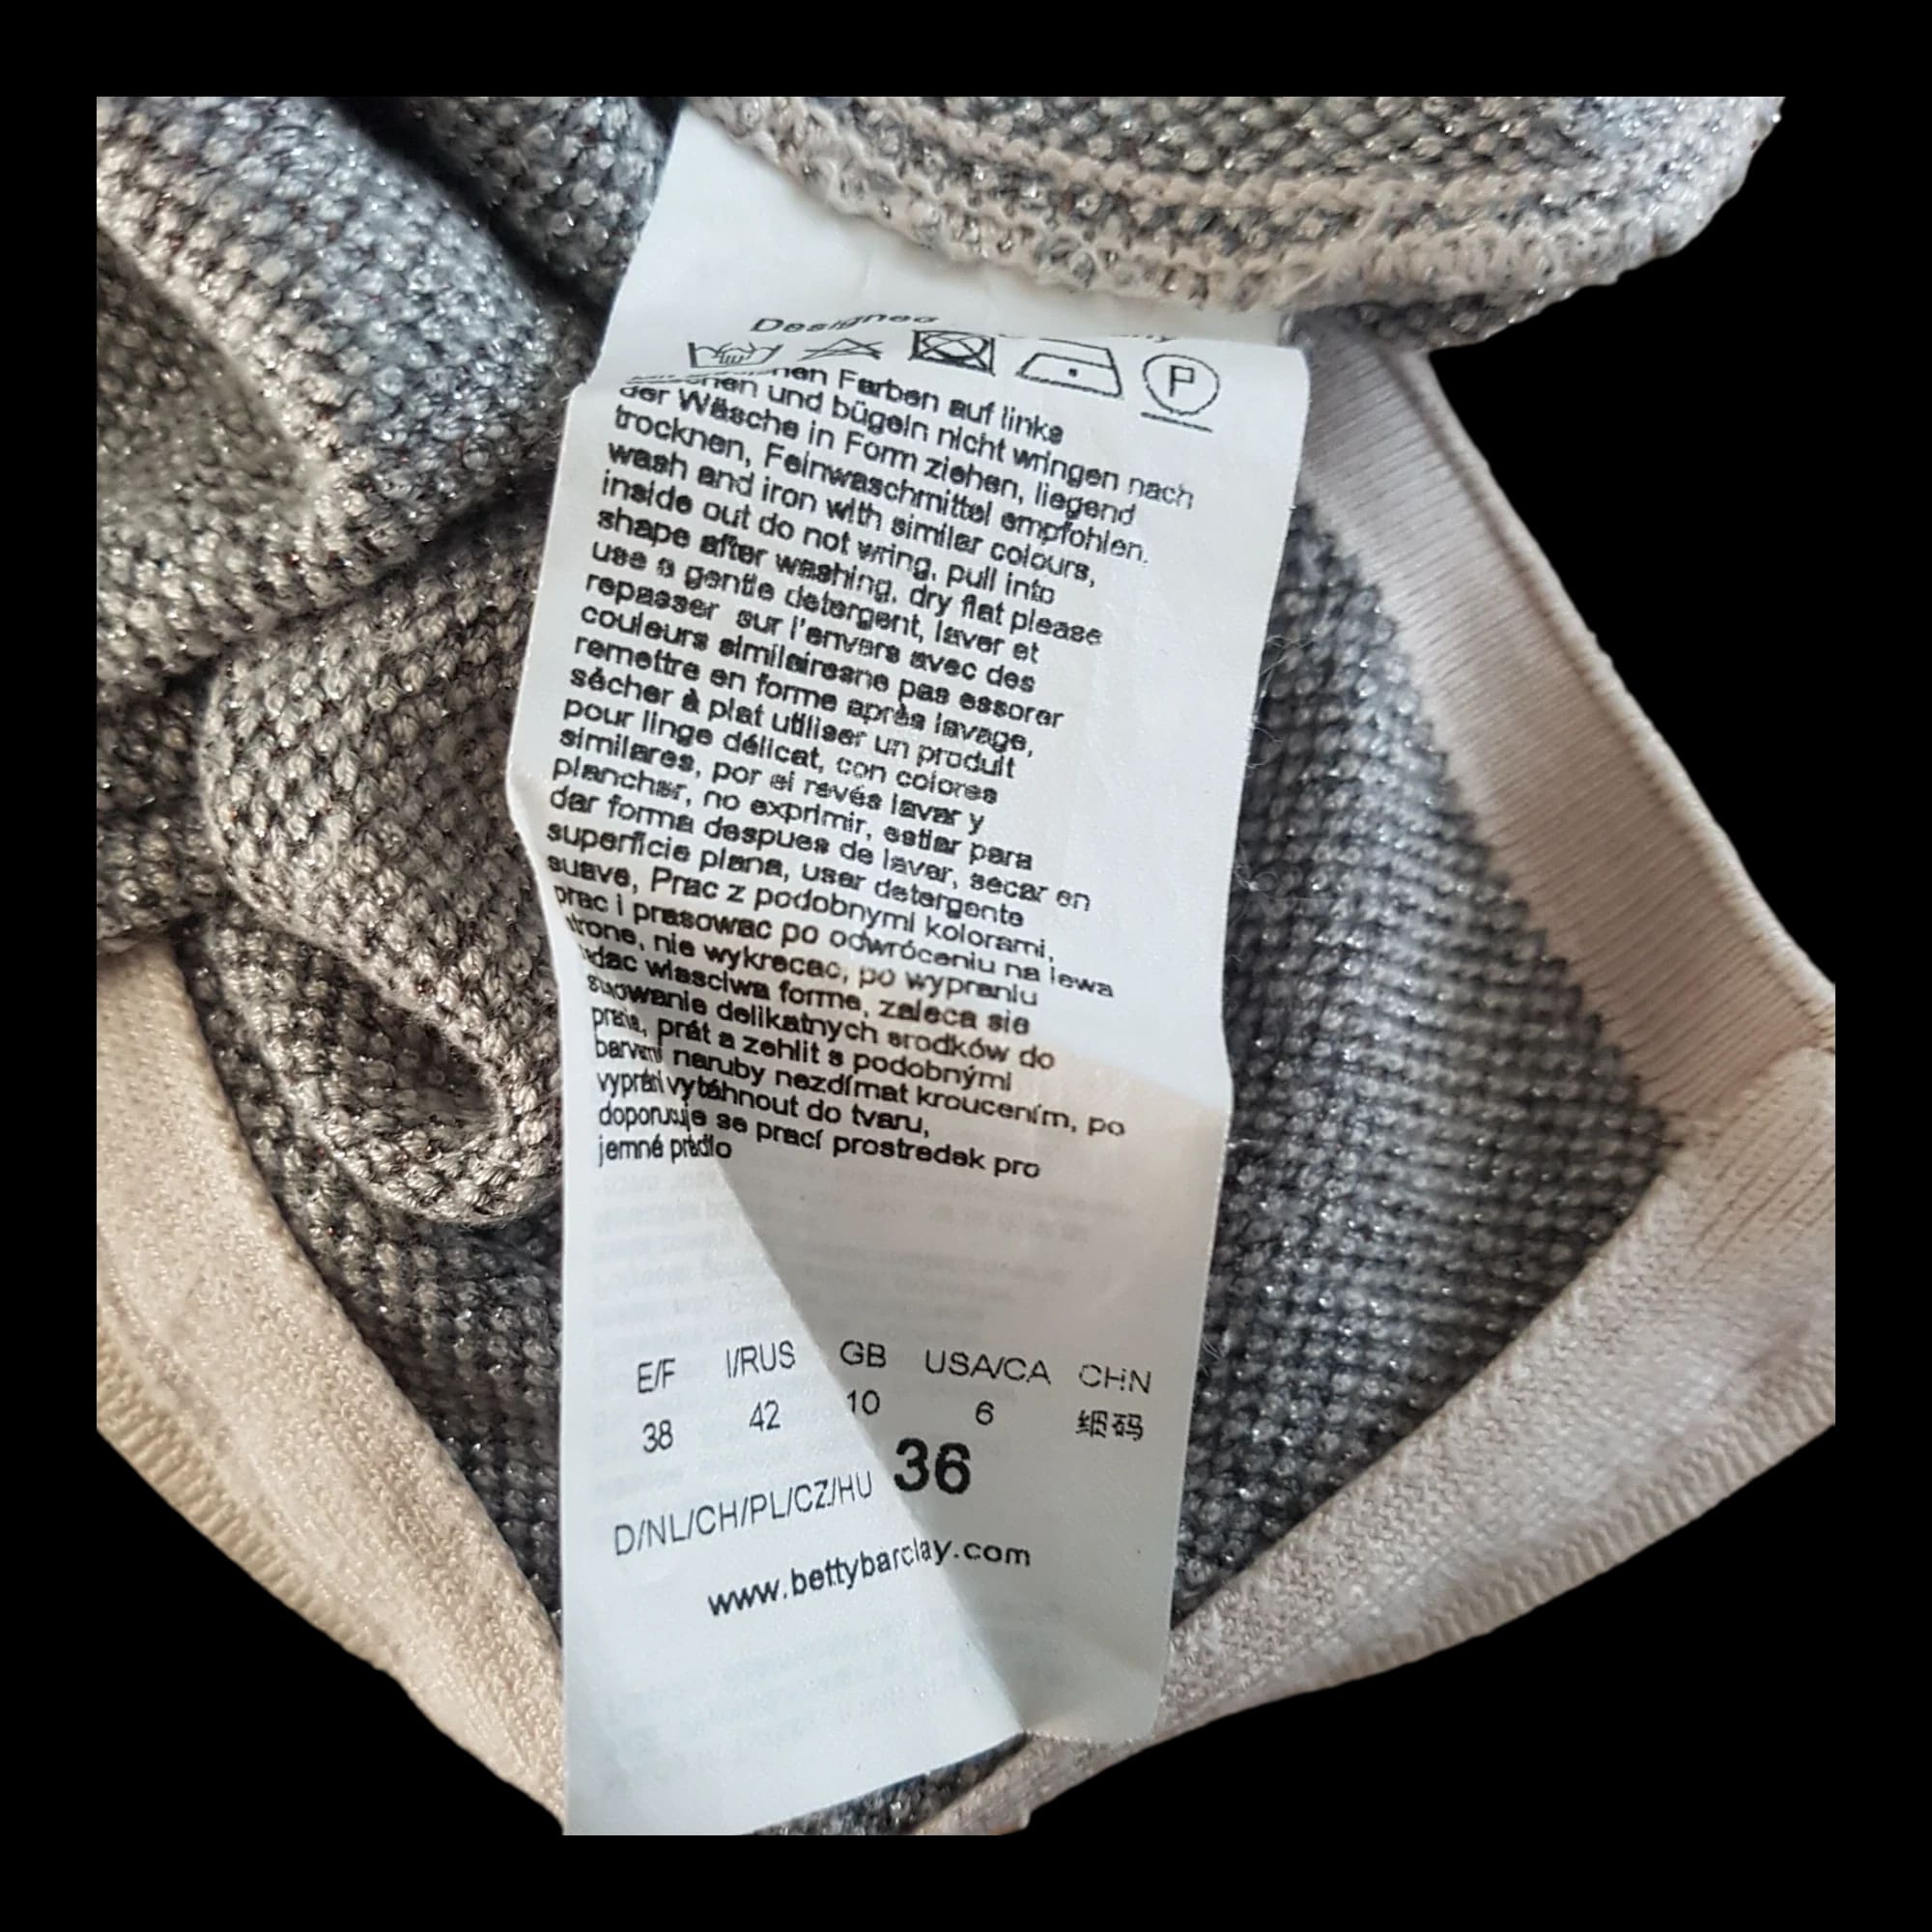 Designed
P
Farben auf links
und bügeln nicht wringen nach
der Wäsche in Form ziehen, liegend
trocknen, Feinwaschmittel empfohlen.
wash and iron with similar colours,
inside out do not wring, pull into
shape after washing, dry flat please
use a gentle detergent, laver et
repasser sur l'envers avec des
couleurs similairesne pas essorer
remettre en forme après lavage,
sécher à plat utiliser un produit
pour linge délicat, con colores
similares, por el revés lavar y
planchar, no exprimir, estlar para
dar forma despues de lavar, secar en
superficie plana, user detergente
suave, Prac z podobnymi kolorami,
prac i prasowac po odwróceniu na lewa
strone, nie wykrecac, po wypraniu
wlasciwa forme, zaleca sie
stosowanie delikatnych srodków do
prania, prát a zehlit s podobnými
barvami naruby nezdímat kroucením, po
vyprání vytáhnout do tvaru,
doporucuje se prací prostredek pro
jemné prádlo
E/F I/RUS GB USA/CA CHN
38 42 10 6 细码
36
D/NL/CH/PL/CZ/HU
www.bettybarclay.com